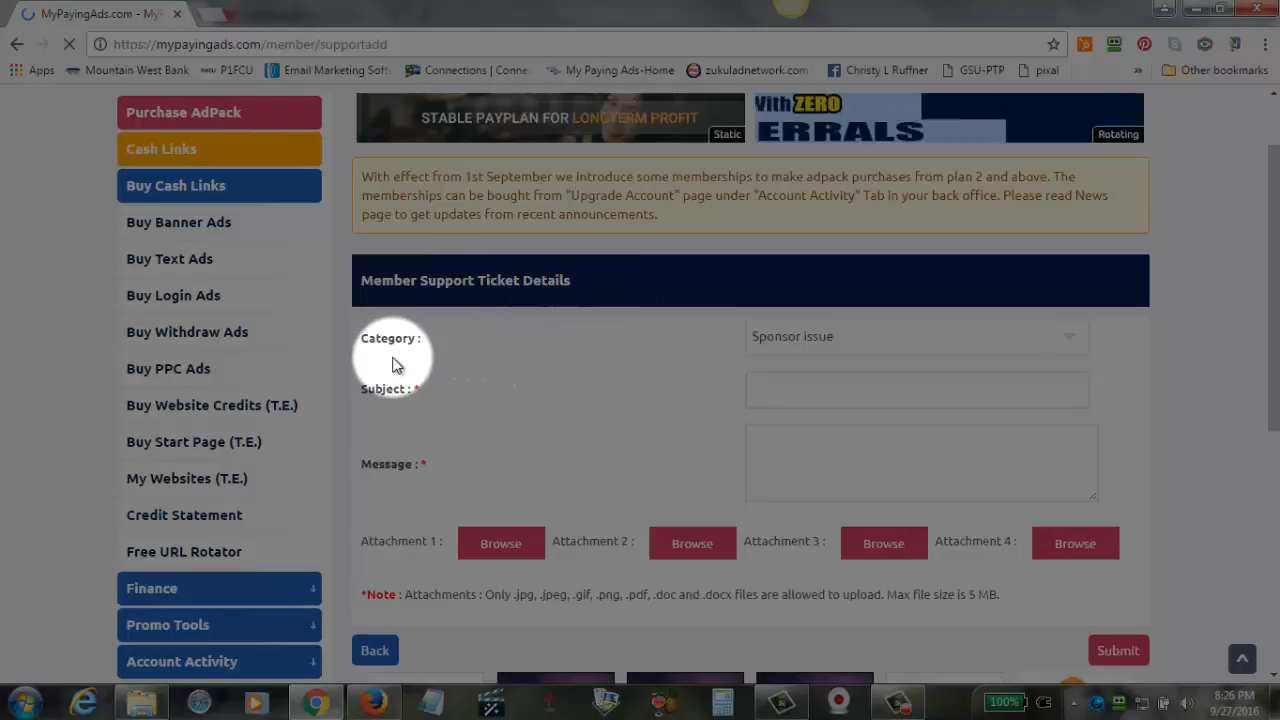 MyPayingAds.com - My
https://mypayingads.com/member/supportadd
Apps
Mountain West Bank
P1FCU
Email Marketing Soft
Connections | Conne
My Paying Ads-Home
zukuladnetwork.com
Christy L Ruffner
GSU-PTP
pixal
»
Other bookmarks
Purchase AdPack
Cash Links
Buy Cash Links
Buy Banner Ads
Buy Text Ads
Buy Login Ads
Buy Withdraw Ads
Buy PPC Ads
Buy Website Credits (T.E.)
Buy Start Page (T.E.)
My Websites (T.E.)
Credit Statement
Free URL Rotator
Finance
Promo Tools
Account Activity
STABLE PAYPLAN FOR LONGTERM PROFIT
Static
With ZERO
ERRALS
Rotating
With effect from 1st September we introduce some memberships to make adpack purchases from plan 2 and above. The
memberships can be bought from "Upgrade Account" page under "Account Activity" Tab in your back office. Please read News
page to get updates from recent announcements.
Member Support Ticket Details
Category :
Sponsor issue
Subject : *
Message : *
Attachment 1 : Browse Attachment 2 : Browse Attachment 3 : Browse Attachment 4 : Browse
*Note : Attachments : Only .jpg, .jpeg, .gif, .png, .pdf, .doc and .docx files are allowed to upload. Max file size is 5 MB.
Back
Submit
100%
8:26 PM
9/27/2016